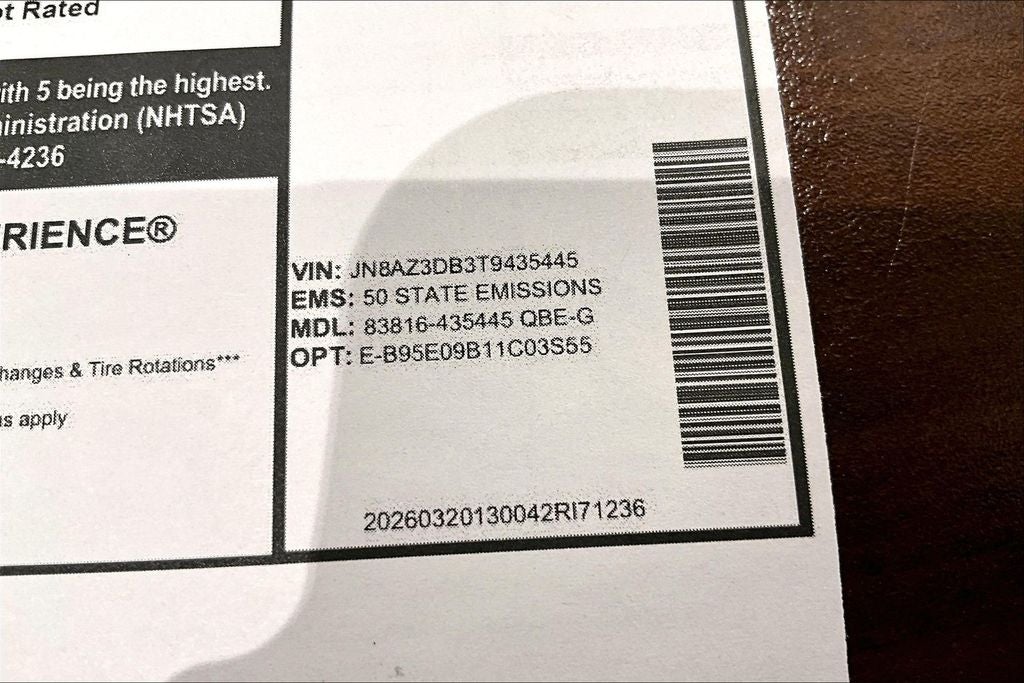 ot Rated
ith 5 being the highest.
inistration (NHTSA)
-4236
RIENCE®
hanges & Tire Rotations***
s apply
VIN: JN8AZ3DB3T9435445
EMS: 50 STATE EMISSIONS
MDL: 83816-435445 QBE-G
OPT: E-B95E09B11C03S55
20260320130042RI71236